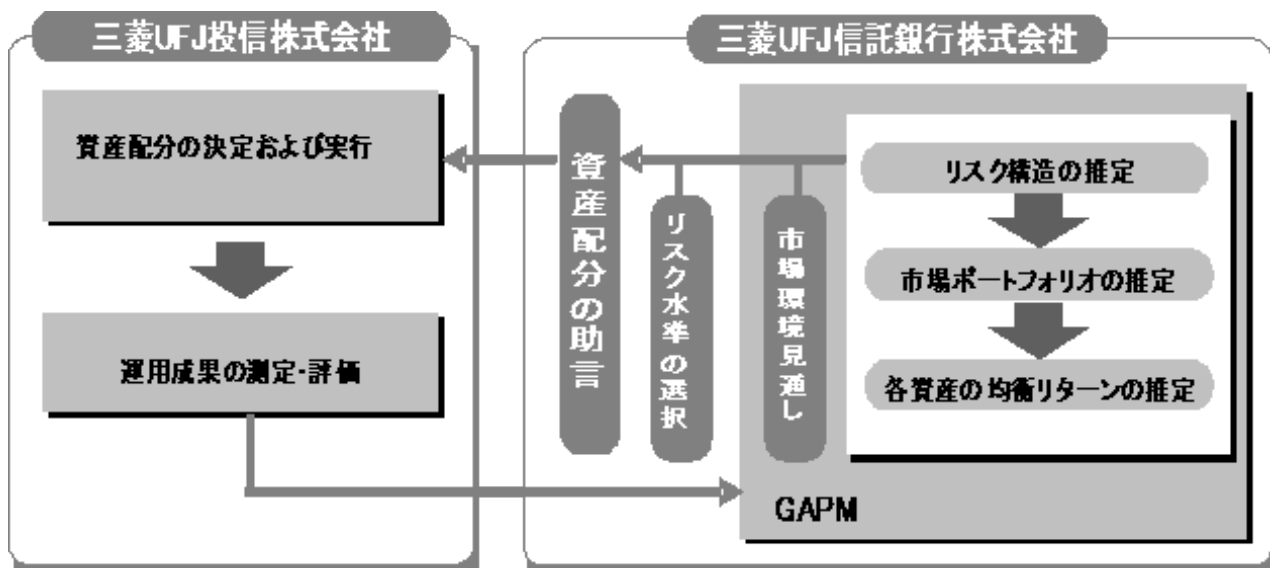 三菱UFJ投信株式会社
資産配分の決定および実行
運用成果の測定・評価
三菱UFJ信託銀行株式会社
資産配分の助言
リスク水準の選択
市場環境見通し
リスク構造の推定
市場ポートフォリオの推定
各資産の均衡リターンの推定
GAPM